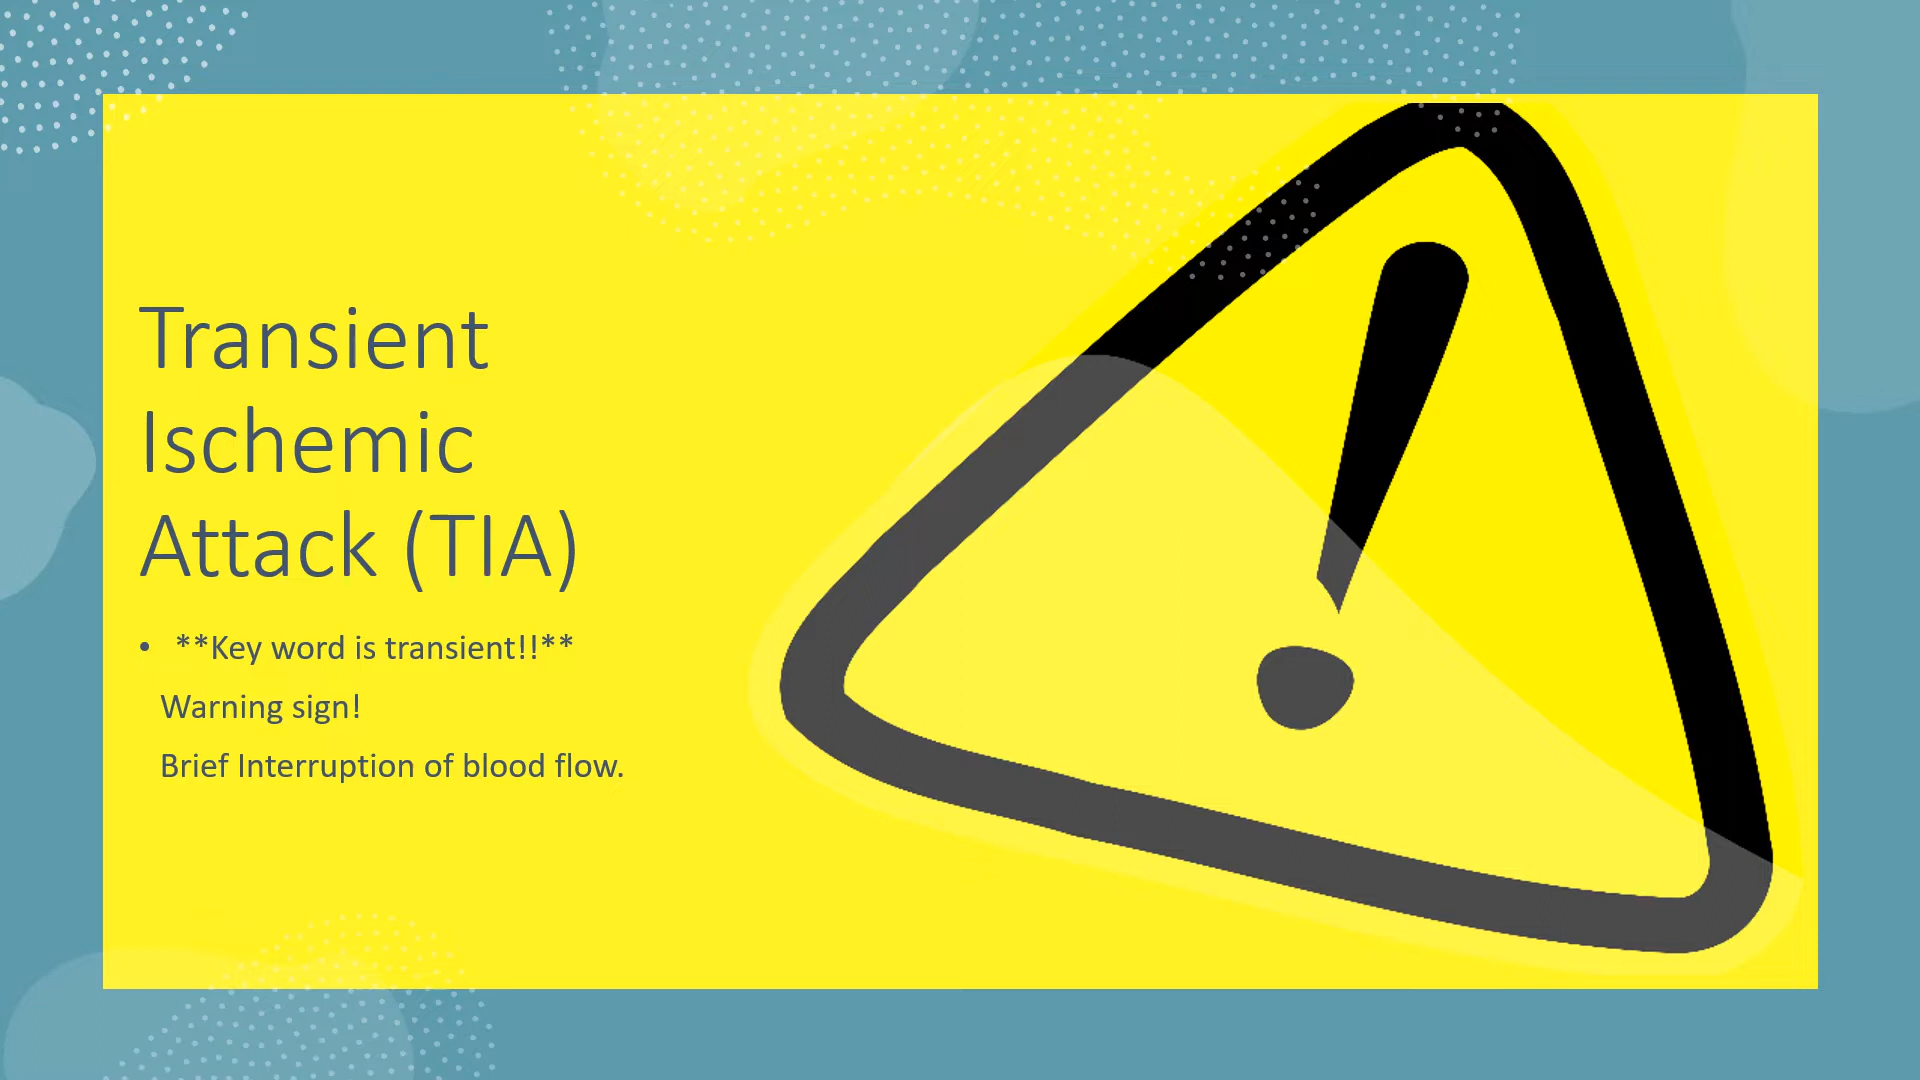 Transient
Ischemic
Attack (TIA)
• **Key word is transient!!**
Warning sign!
Brief Interruption of blood flow.